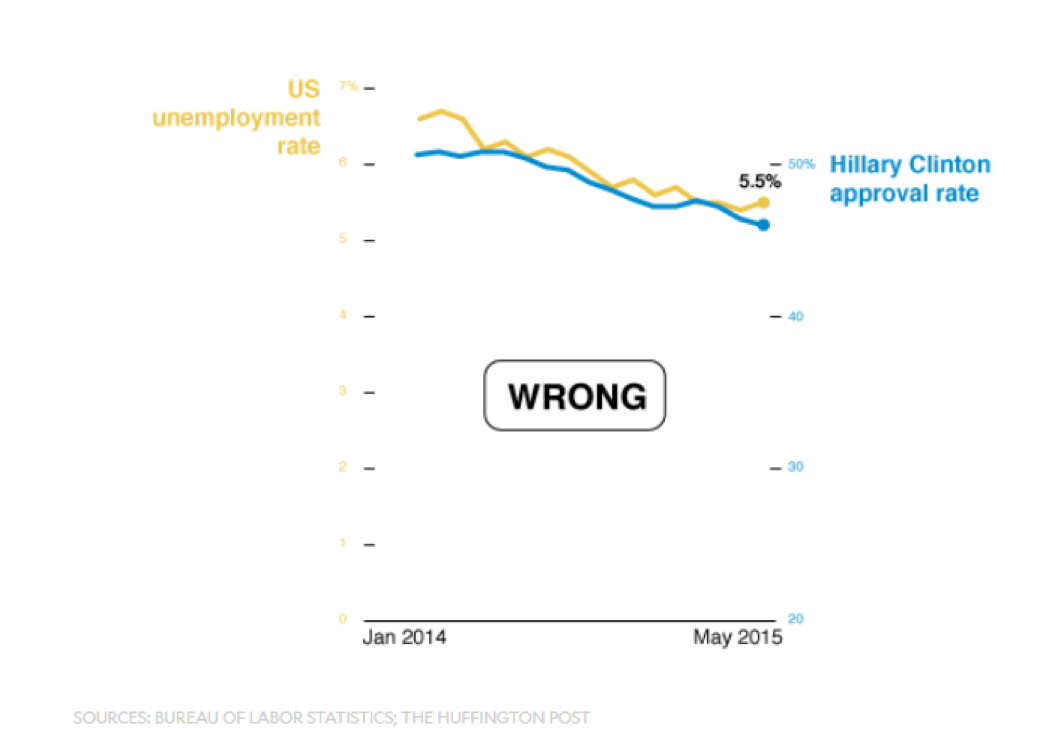 US
unemployment
rate
7%
6
5
4
3
2
1
0
5.5%
50%
40
30
20
Hillary Clinton
approval rate
WRONG
Jan 2014
May 2015
SOURCES: BUREAU OF LABOR STATISTICS; THE HUFFINGTON POST